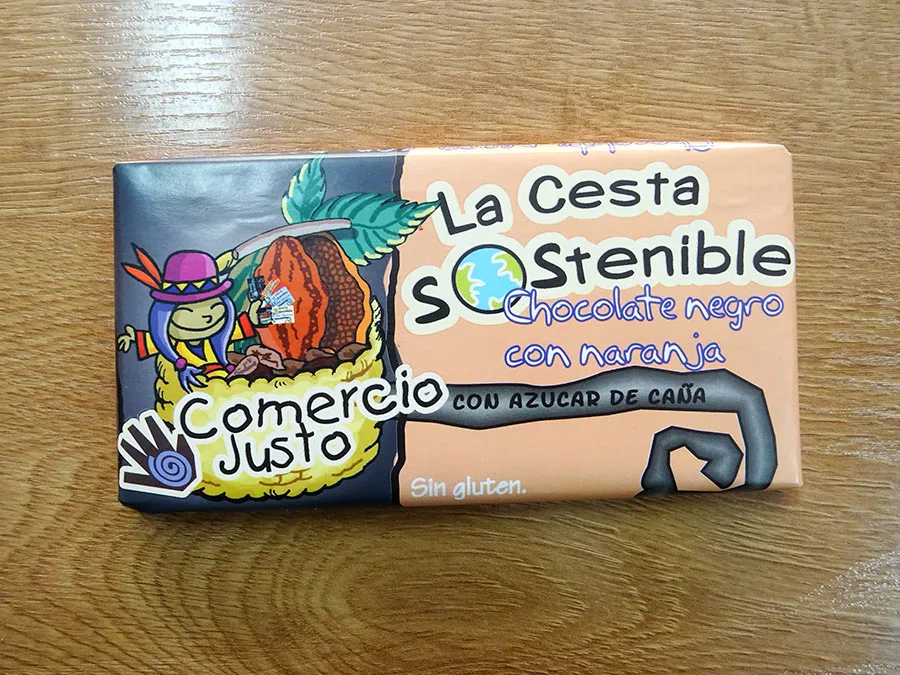 La Cesta
SOStenible
Chocolate negro
con naranja
CON AZUCAR DE CAÑA
Comercio
Justo
Sin gluten.